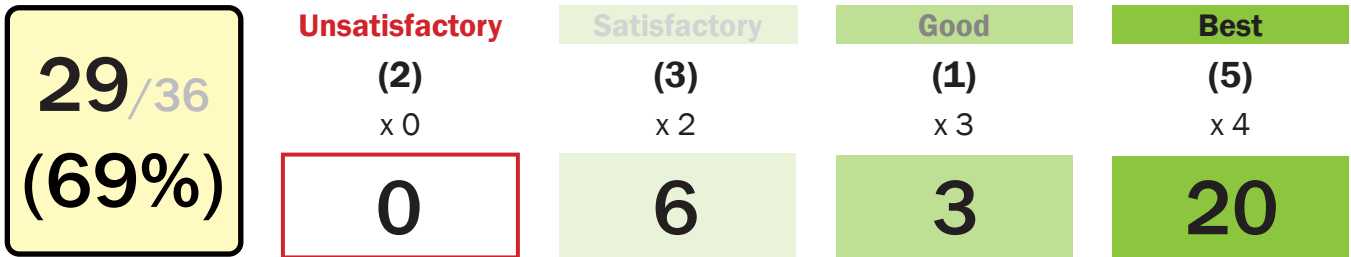 29/36
(69%)
Unsatisfactory
(2)
x 0
0
Satisfactory
(3)
x 2
6
Good
(1)
x 3
3
Best
(5)
x 4
20